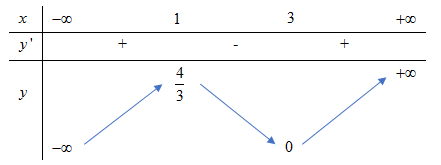 x −∞ 1 3 +∞
y' + - +
y −∞ 4/3 0 +∞